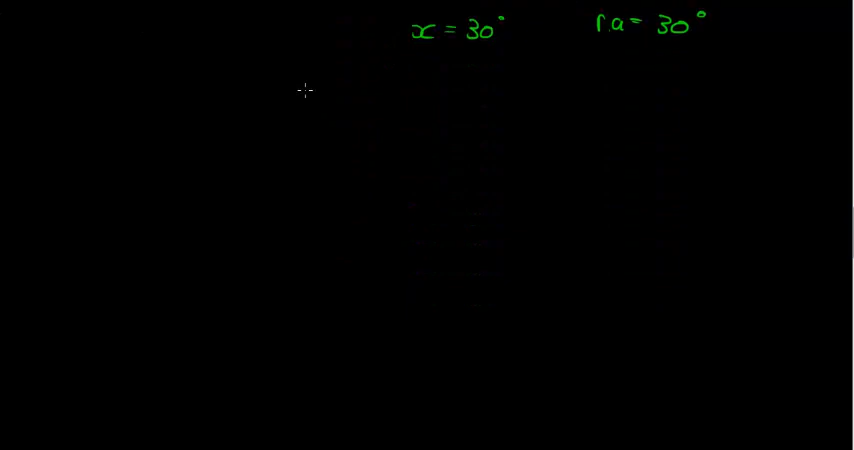 x = 30° r.a = 30°